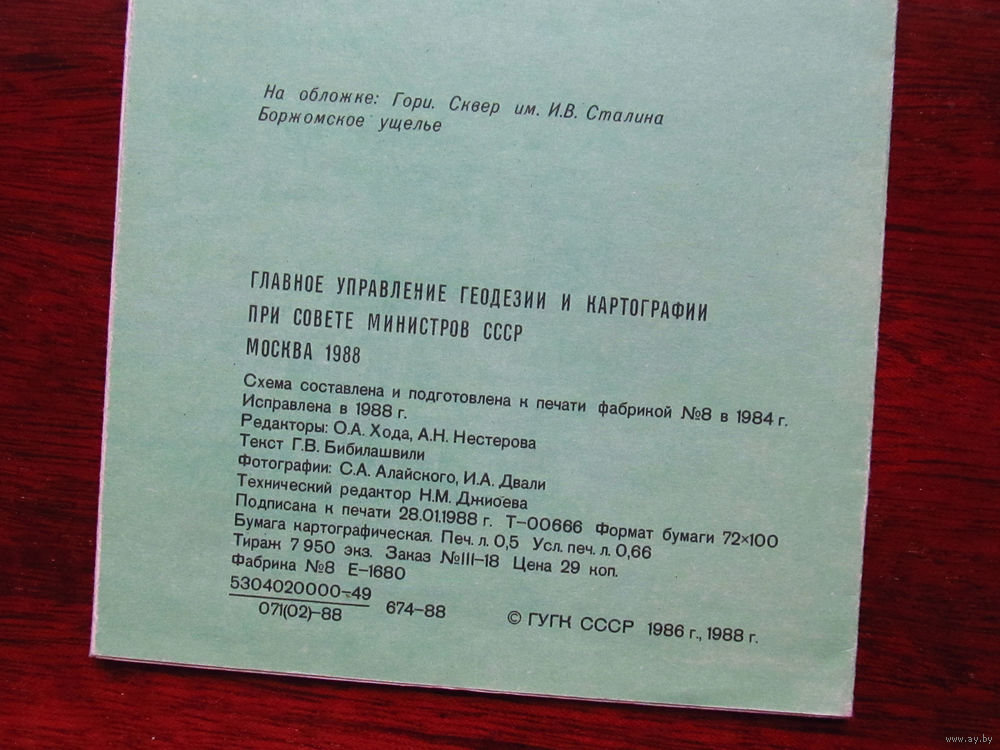 На обложке: Гори. Сквер им. И.В. Сталина
Боржомское ущелье
ГЛАВНОЕ УПРАВЛЕНИЕ ГЕОДЕЗИИ И КАРТОГРАФИИ
ПРИ СОВЕТЕ МИНИСТРОВ СССР
МОСКВА 1988
Схема составлена и подготовлена к печати фабрикой №8 в 1984 г.
Исправлена в 1988 г.
Редакторы: О.А. Хода, А.Н. Нестерова
Текст Г.В. Бибилашвили
Фотографии: С.А. Алайского, И.А. Двали
Технический редактор Н.М. Джиоева
Подписана к печати 28.01.1988 г. Т-00666 Формат бумаги 72×100
Бумага картографическая. Печ. л. 0,5 Усл. печ. л. 0,66
Тираж 7 950 экз. Заказ №III-18 Цена 29 коп.
Фабрика №8 Е-1680
5304020000-49
071(02)-88
674-88
© ГУГК СССР 1986 г., 1988 г.
www.ay.by